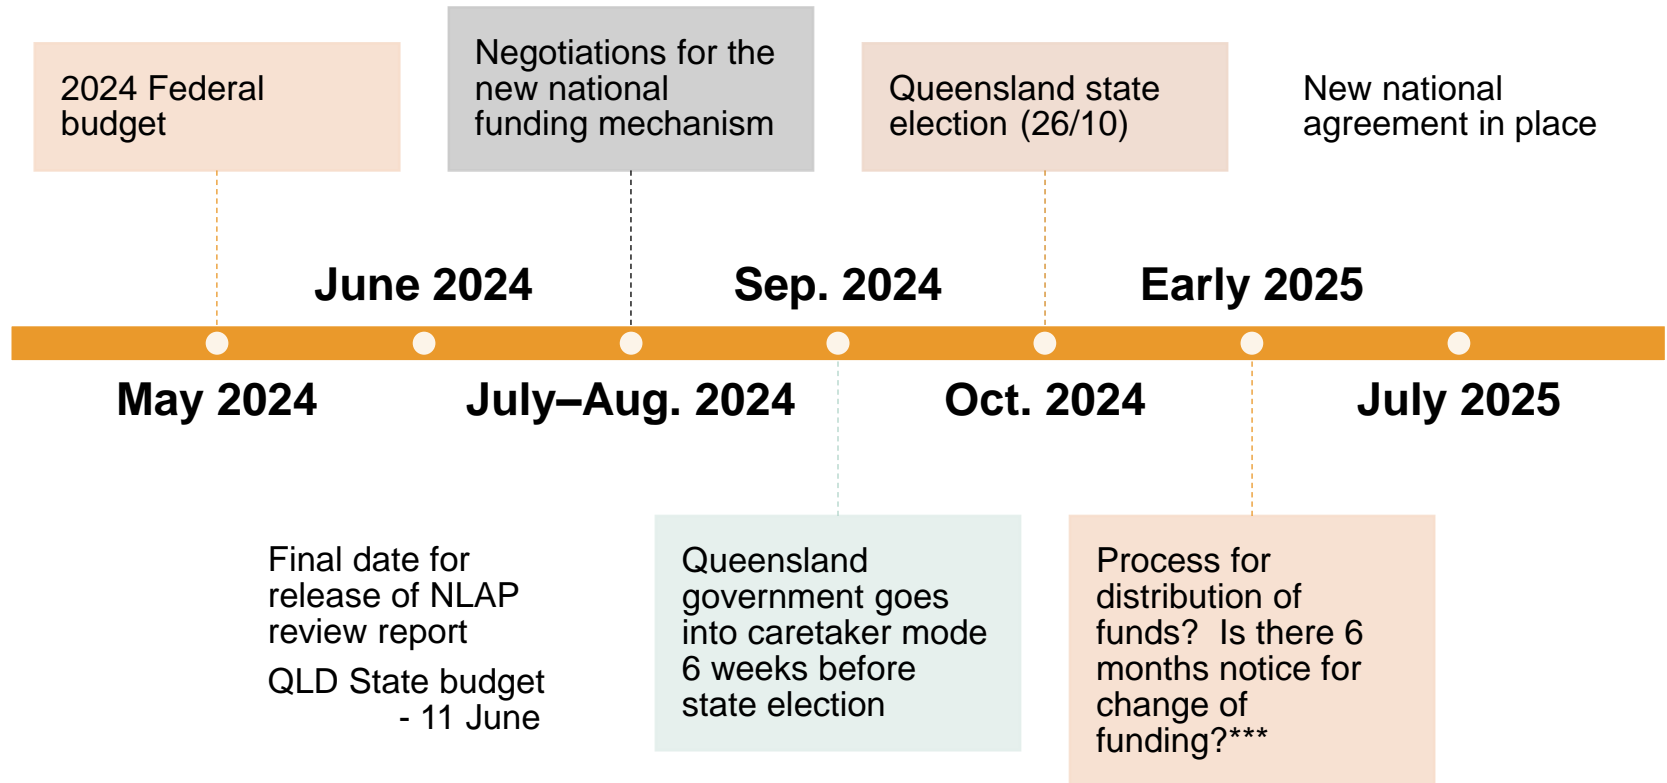 2024 Federal
budget
Negotiations for the
new national
funding mechanism
Queensland state
election (26/10)
New national
agreement in place
June 2024
Sep. 2024
Early 2025
May 2024
July–Aug. 2024
Oct. 2024
July 2025
Final date for
release of NLAP
review report
QLD State budget
- 11 June
Queensland
government goes
into caretaker mode
6 weeks before
state election
Process for
distribution of
funds?  Is there 6
months notice for
change of
funding?***